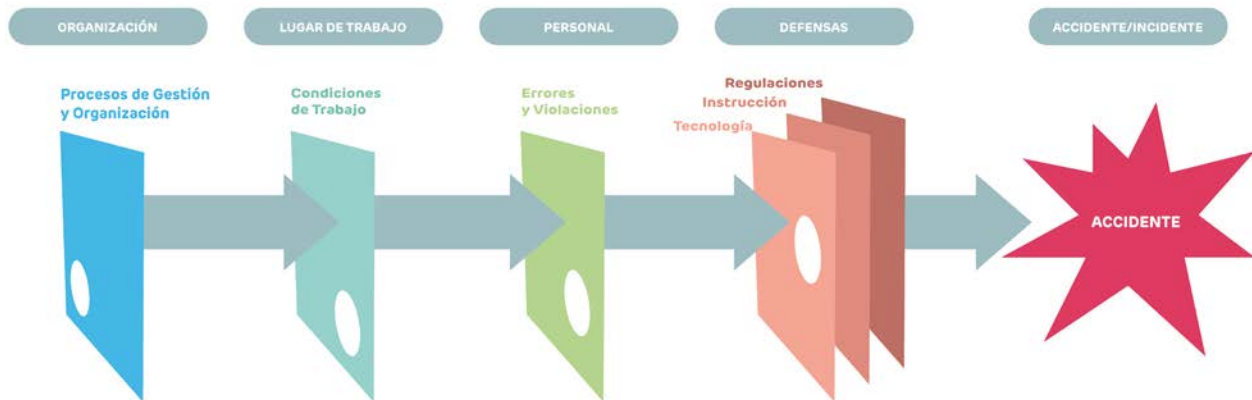 ORGANIZACIÓN
LUGAR DE TRABAJO
PERSONAL
DEFENSAS
ACCIDENTE/INCIDENTE
Procesos de Gestión
y Organización
Condiciones
de Trabajo
Errores
y Violaciones
Regulaciones
Instrucción
Tecnología
ACCIDENTE